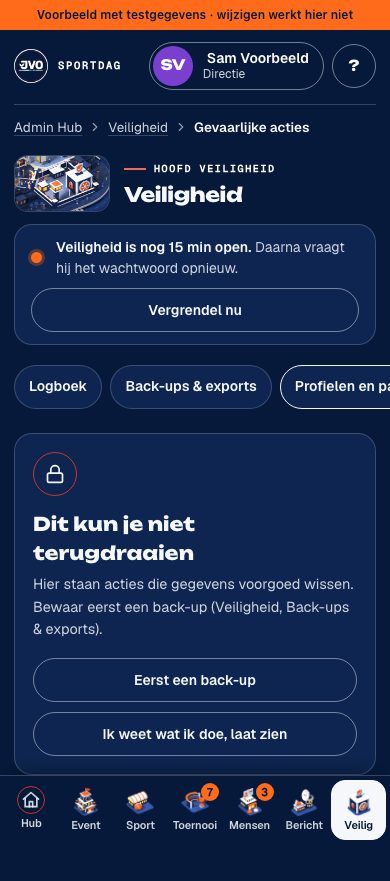 Voorbeeld met testgegevens · wijzigen werkt hier niet
JVO SPORTDAG
SV Sam Voorbeeld
Directie
?
Admin Hub > Veiligheid > Gevaarlijke acties
HOOFD VEILIGHEID
Veiligheid
Veiligheid is nog 15 min open. Daarna vraagt
hij het wachtwoord opnieuw.
Vergrendel nu
Logboek Back-ups & exports Profielen en pa
Dit kun je niet
terugdraaien
Hier staan acties die gegevens voorgoed wissen.
Bewaar eerst een back-up (Veiligheid, Back-ups
& exports).
Eerst een back-up
Ik weet wat ik doe, laat zien
7 3
Hub Event Sport Toernooi Mensen Bericht Veilig